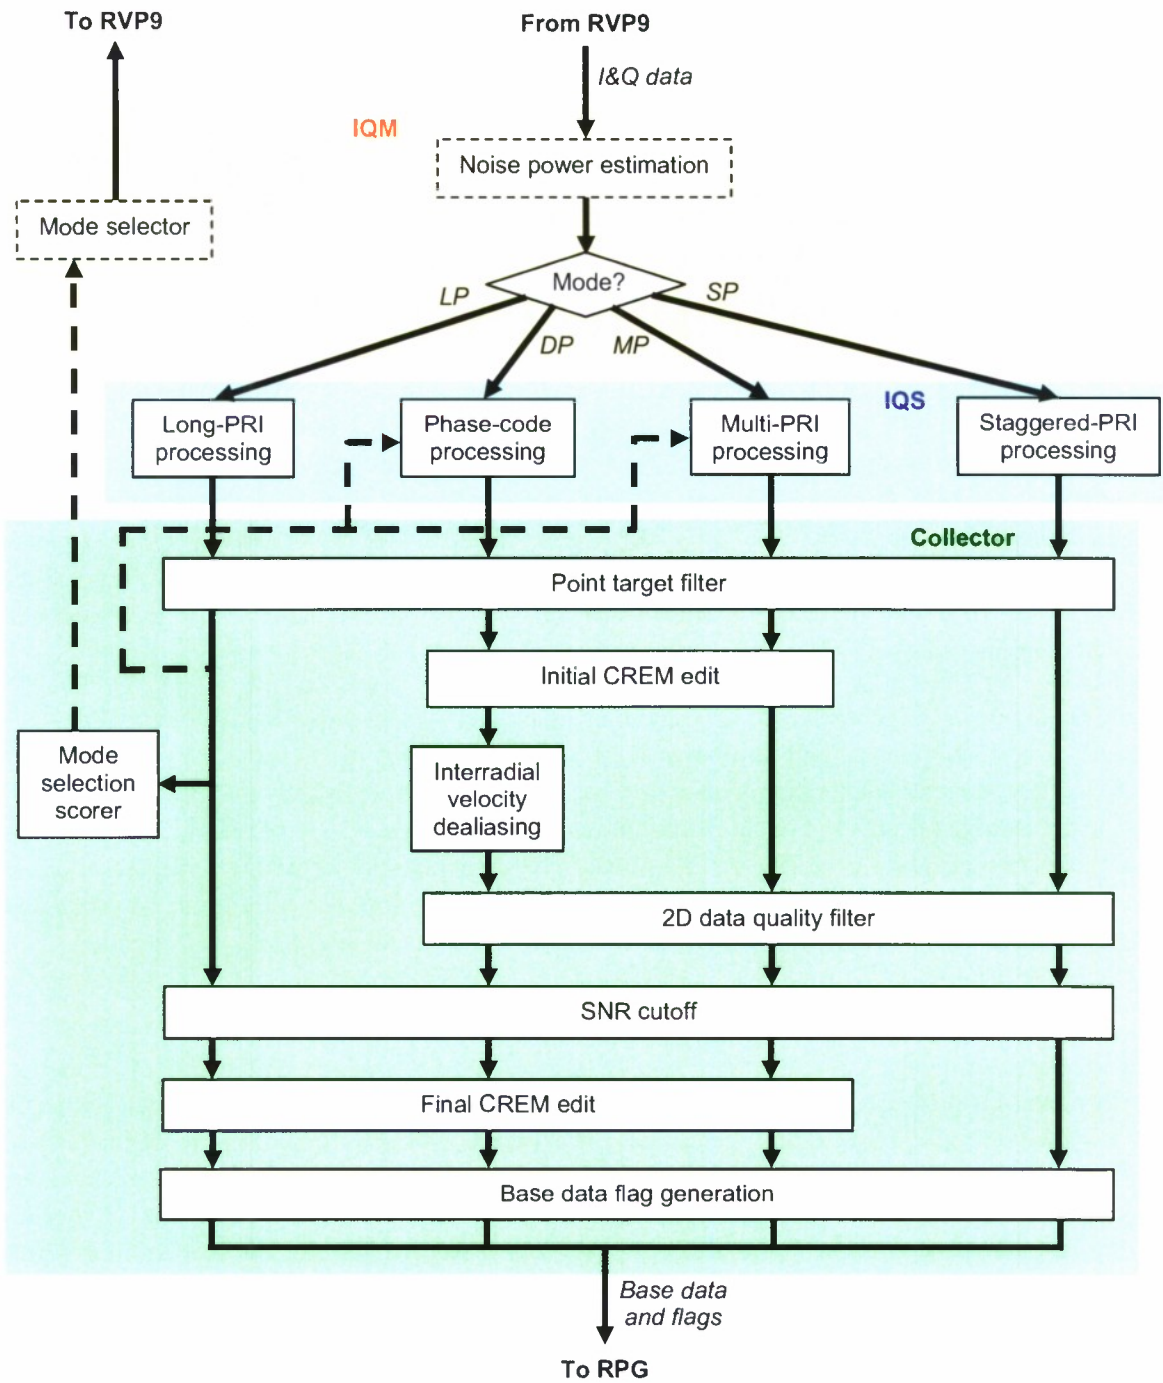 To RVP9
From RVP9
I&Q data
IQM
Noise power estimation
Mode selector
Mode?
LP
SP
DP
MP
IQS
Long-PRI
processing
Phase-code
processing
Multi-PRI
processing
Staggered-PRI
processing
Collector
Point target filter
Initial CREM edit
Mode
selection
scorer
Interradial
velocity
dealiasing
2D data quality filter
SNR cutoff
Final CREM edit
Base data flag generation
Base data
and flags
To RPG